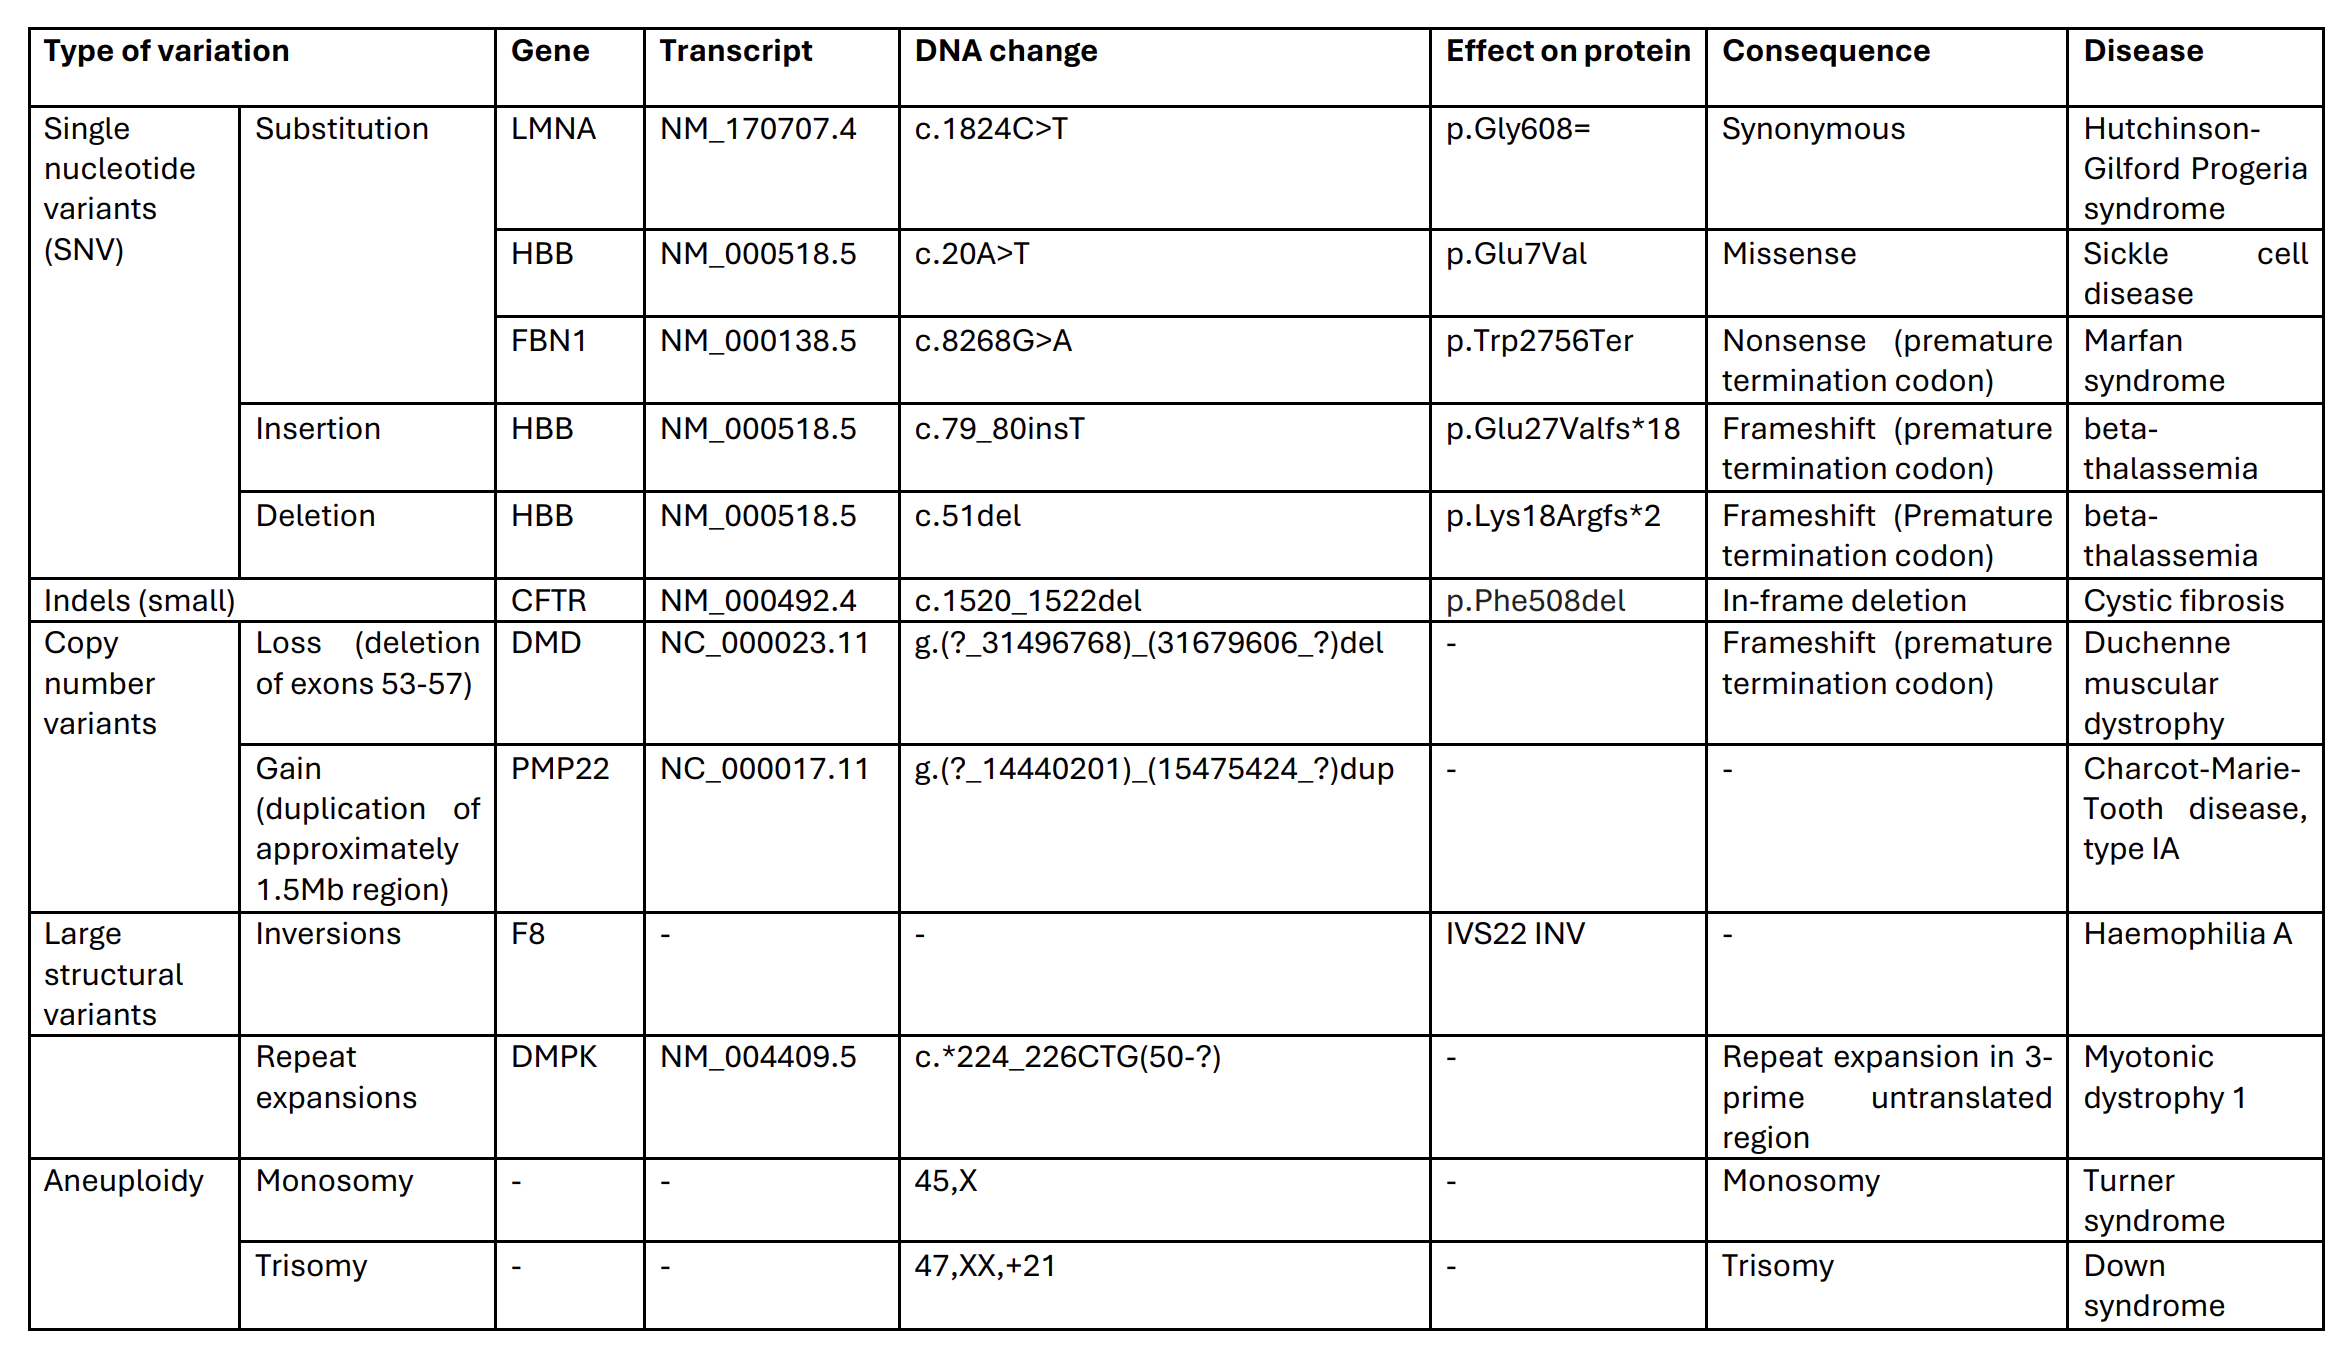 Type of variation Gene Transcript DNA change Effect on protein Consequence Disease
Single nucleotide variants (SNV) Substitution LMNA NM_170707.4 c.1824C>T p.Gly608= Synonymous Hutchinson-Gilford Progeria syndrome
HBB NM_000518.5 c.20A>T p.Glu7Val Missense Sickle cell disease
FBN1 NM_000138.5 c.8268G>A p.Trp2756Ter Nonsense (premature termination codon) Marfan syndrome
Insertion HBB NM_000518.5 c.79_80insT p.Glu27Valfs*18 Frameshift (premature termination codon) beta-thalassemia
Deletion HBB NM_000518.5 c.51del p.Lys18Argfs*2 Frameshift (Premature termination codon) beta-thalassemia
Indels (small) CFTR NM_000492.4 c.1520_1522del p.Phe508del In-frame deletion Cystic fibrosis
Copy number variants Loss (deletion of exons 53-57) DMD NC_000023.11 g.(?_31496768)_(31679606_?)del - Frameshift (premature termination codon) Duchenne muscular dystrophy
Gain (duplication of approximately 1.5Mb region) PMP22 NC_000017.11 g.(?_14440201)_(15475424_?)dup - - Charcot-Marie-Tooth disease, type IA
Large structural variants Inversions F8 - - IVS22 INV - Haemophilia A
Repeat expansions DMPK NM_004409.5 c.*224_226CTG(50-?) - Repeat expansion in 3-prime untranslated region Myotonic dystrophy 1
Aneuploidy Monosomy - - 45,X - Monosomy Turner syndrome
Trisomy - - 47,XX,+21 - Trisomy Down syndrome